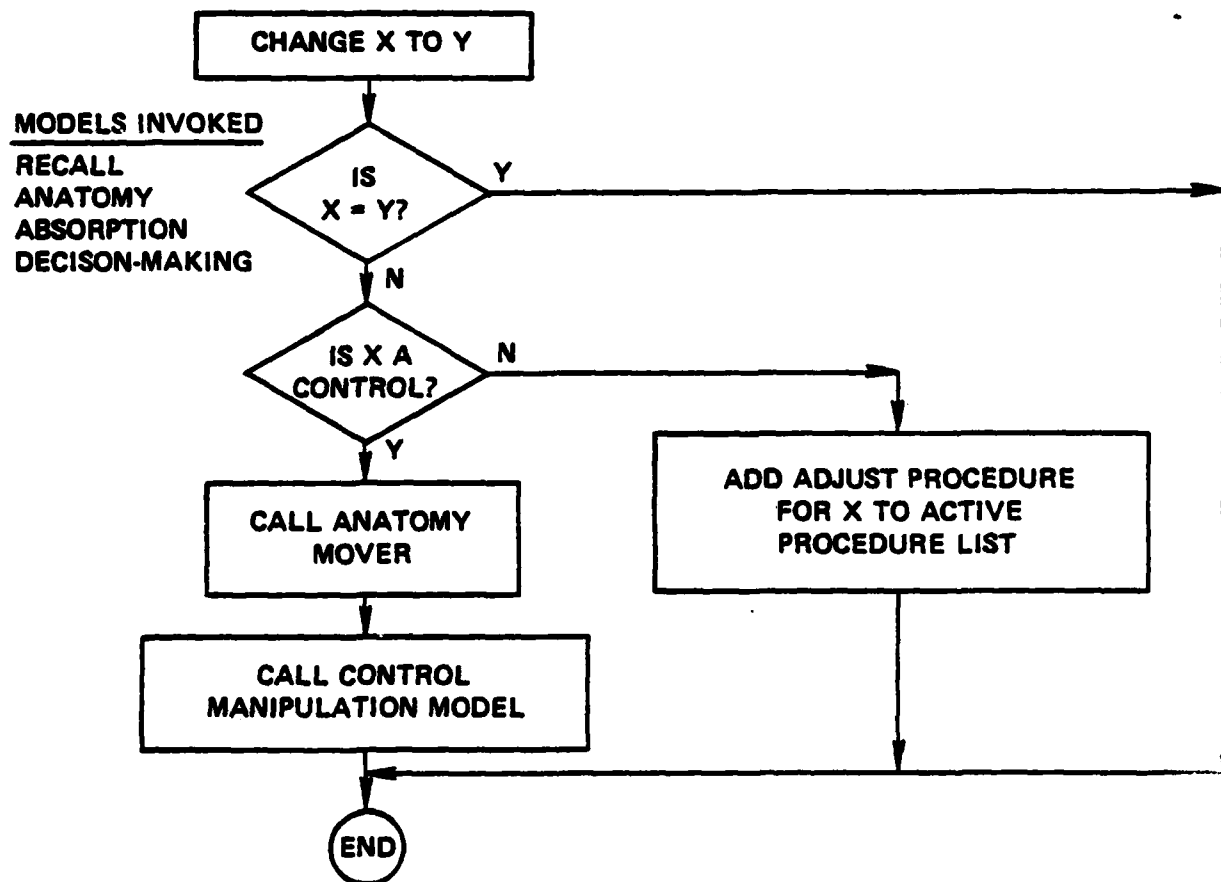 CHANGE X TO Y
MODELS INVOKED
RECALL
ANATOMY
ABSORPTION
DECISON-MAKING
IS
X = Y?
Y
N
IS X A
CONTROL?
N
Y
CALL ANATOMY
MOVER
ADD ADJUST PROCEDURE
FOR X TO ACTIVE
PROCEDURE LIST
CALL CONTROL
MANIPULATION MODEL
END